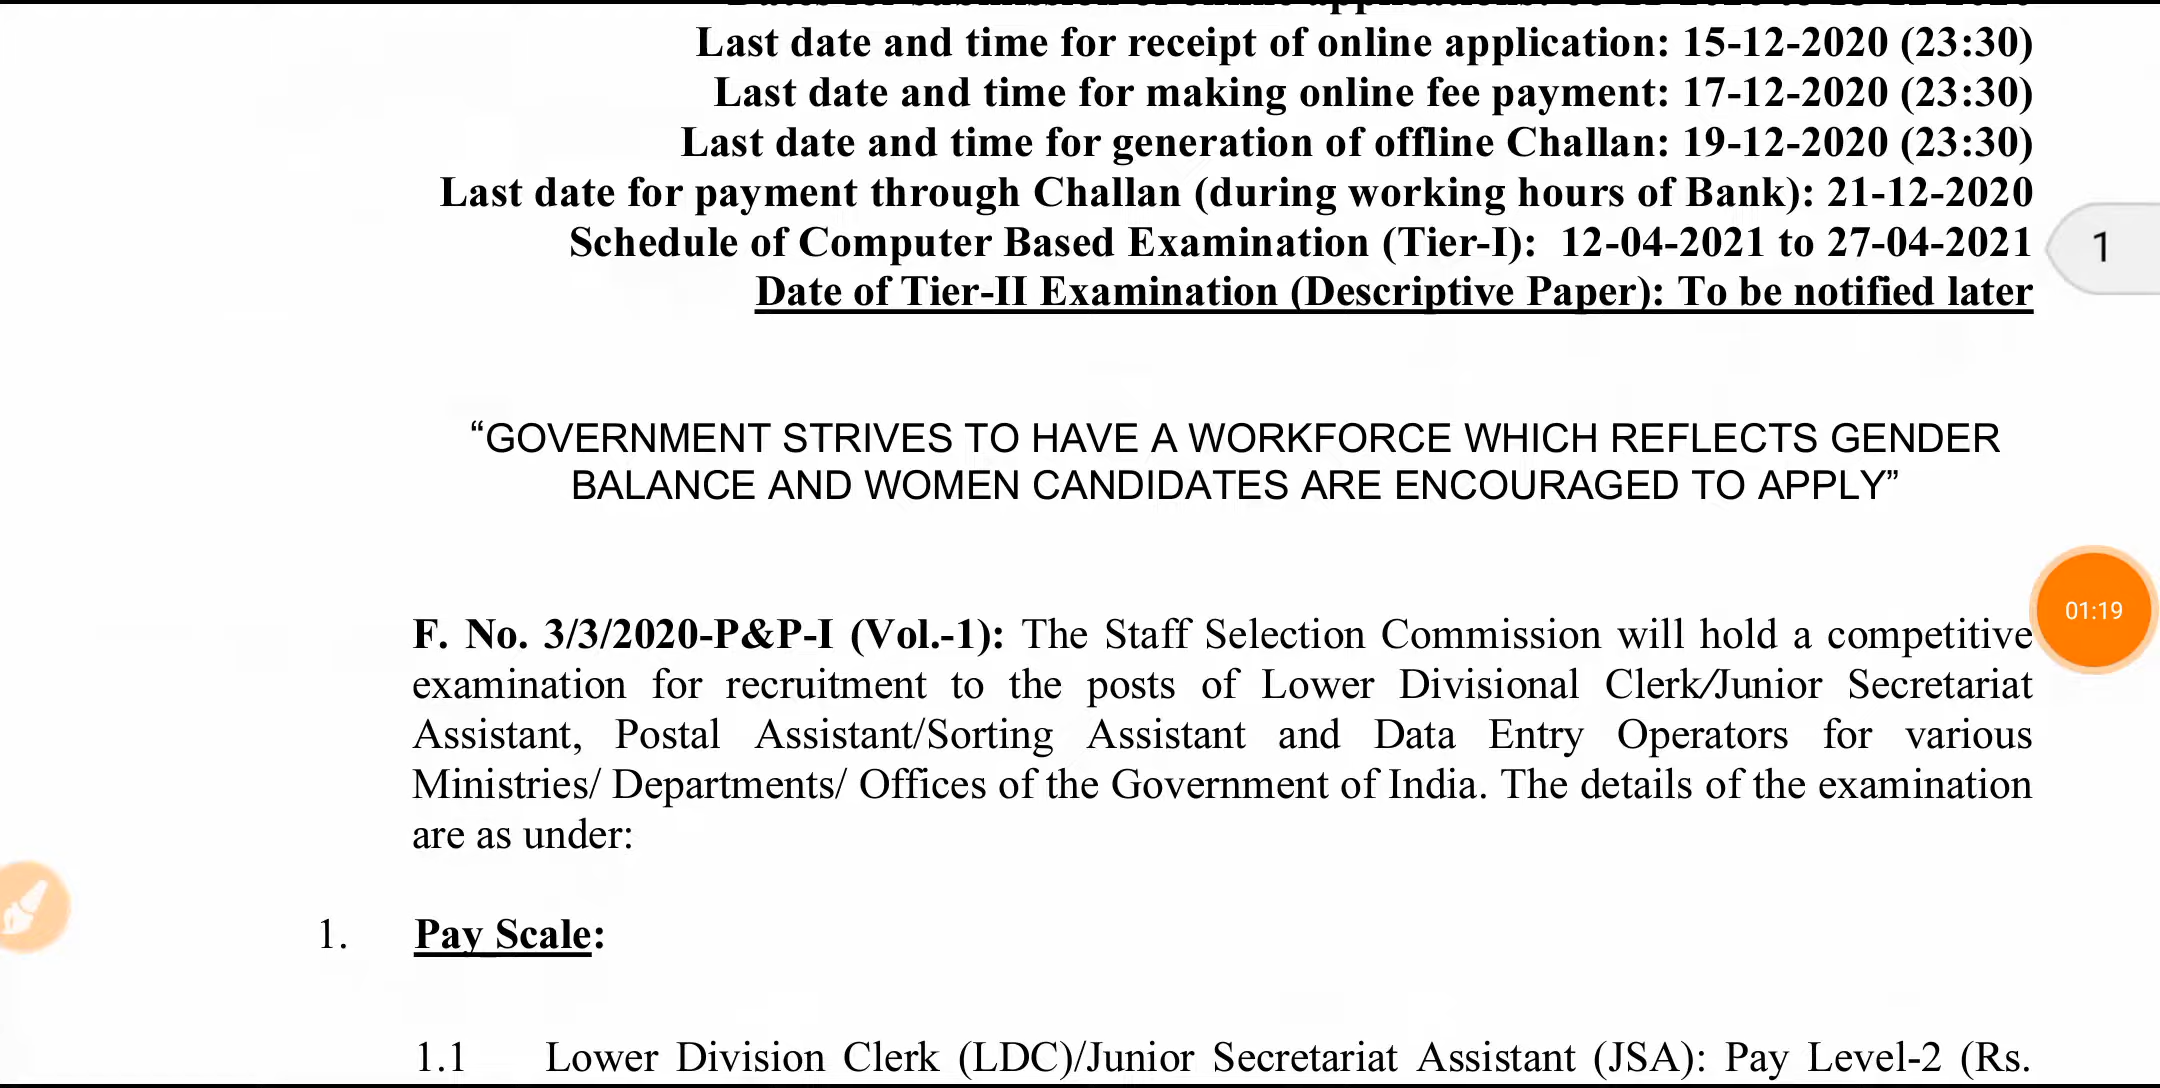 Last date and time for receipt of online application: 15-12-2020 (23:30)
Last date and time for making online fee payment: 17-12-2020 (23:30)
Last date and time for generation of offline Challan: 19-12-2020 (23:30)
Last date for payment through Challan (during working hours of Bank): 21-12-2020
Schedule of Computer Based Examination (Tier-I): 12-04-2021 to 27-04-2021
1
Date of Tier-II Examination (Descriptive Paper): To be notified later
“GOVERNMENT STRIVES TO HAVE A WORKFORCE WHICH REFLECTS GENDER
BALANCE AND WOMEN CANDIDATES ARE ENCOURAGED TO APPLY”
01:19
F. No. 3/3/2020-P&P-I (Vol.-1): The Staff Selection Commission will hold a competitive
examination for recruitment to the posts of Lower Divisional Clerk/Junior Secretariat
Assistant, Postal Assistant/Sorting Assistant and Data Entry Operators for various
Ministries/ Departments/ Offices of the Government of India. The details of the examination
are as under:
1. Pay Scale:
1.1 Lower Division Clerk (LDC)/Junior Secretariat Assistant (JSA): Pay Level-2 (Rs.